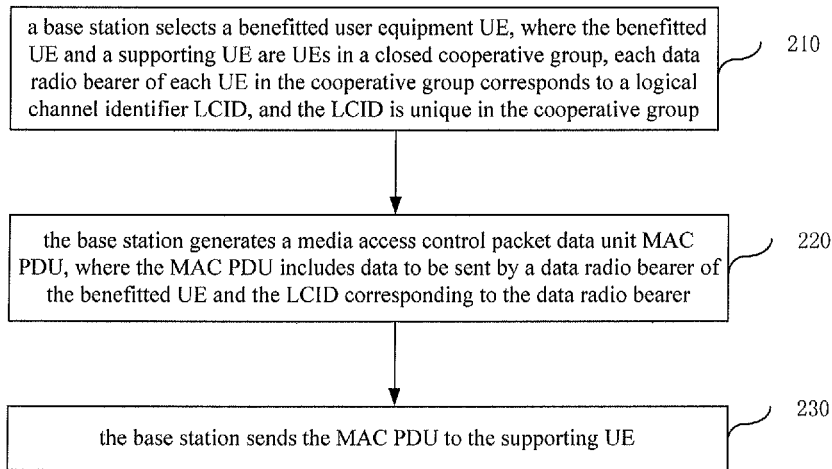 a base station selects a benefitted user equipment UE, where the benefitted
UE and a supporting UE are UEs in a closed cooperative group, each data
radio bearer of each UE in the cooperative group corresponds to a logical
channel identifier LCID, and the LCID is unique in the cooperative group
210
the base station generates a media access control packet data unit MAC
PDU, where the MAC PDU includes data to be sent by a data radio bearer of
the benefitted UE and the LCID corresponding to the data radio bearer
220
the base station sends the MAC PDU to the supporting UE
230